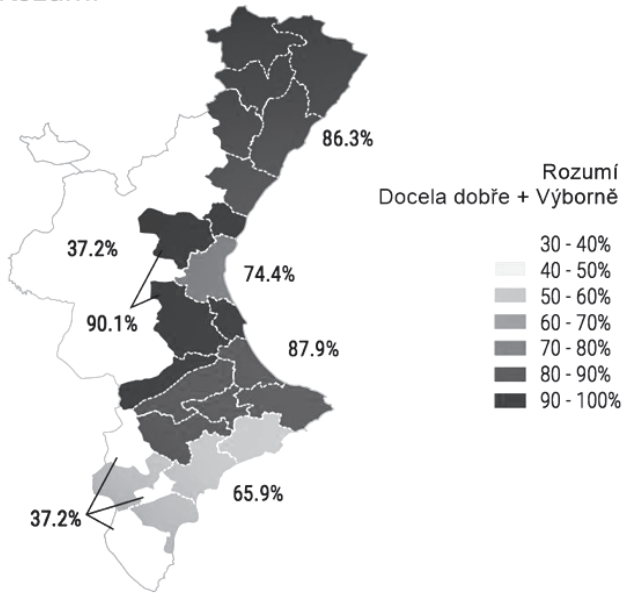 86.3%
37.2%
74.4%
90.1%
87.9%
65.9%
37.2%
Rozumí
Docela dobře + Výborně
30 - 40%
40 - 50%
50 - 60%
60 - 70%
70 - 80%
80 - 90%
90 - 100%